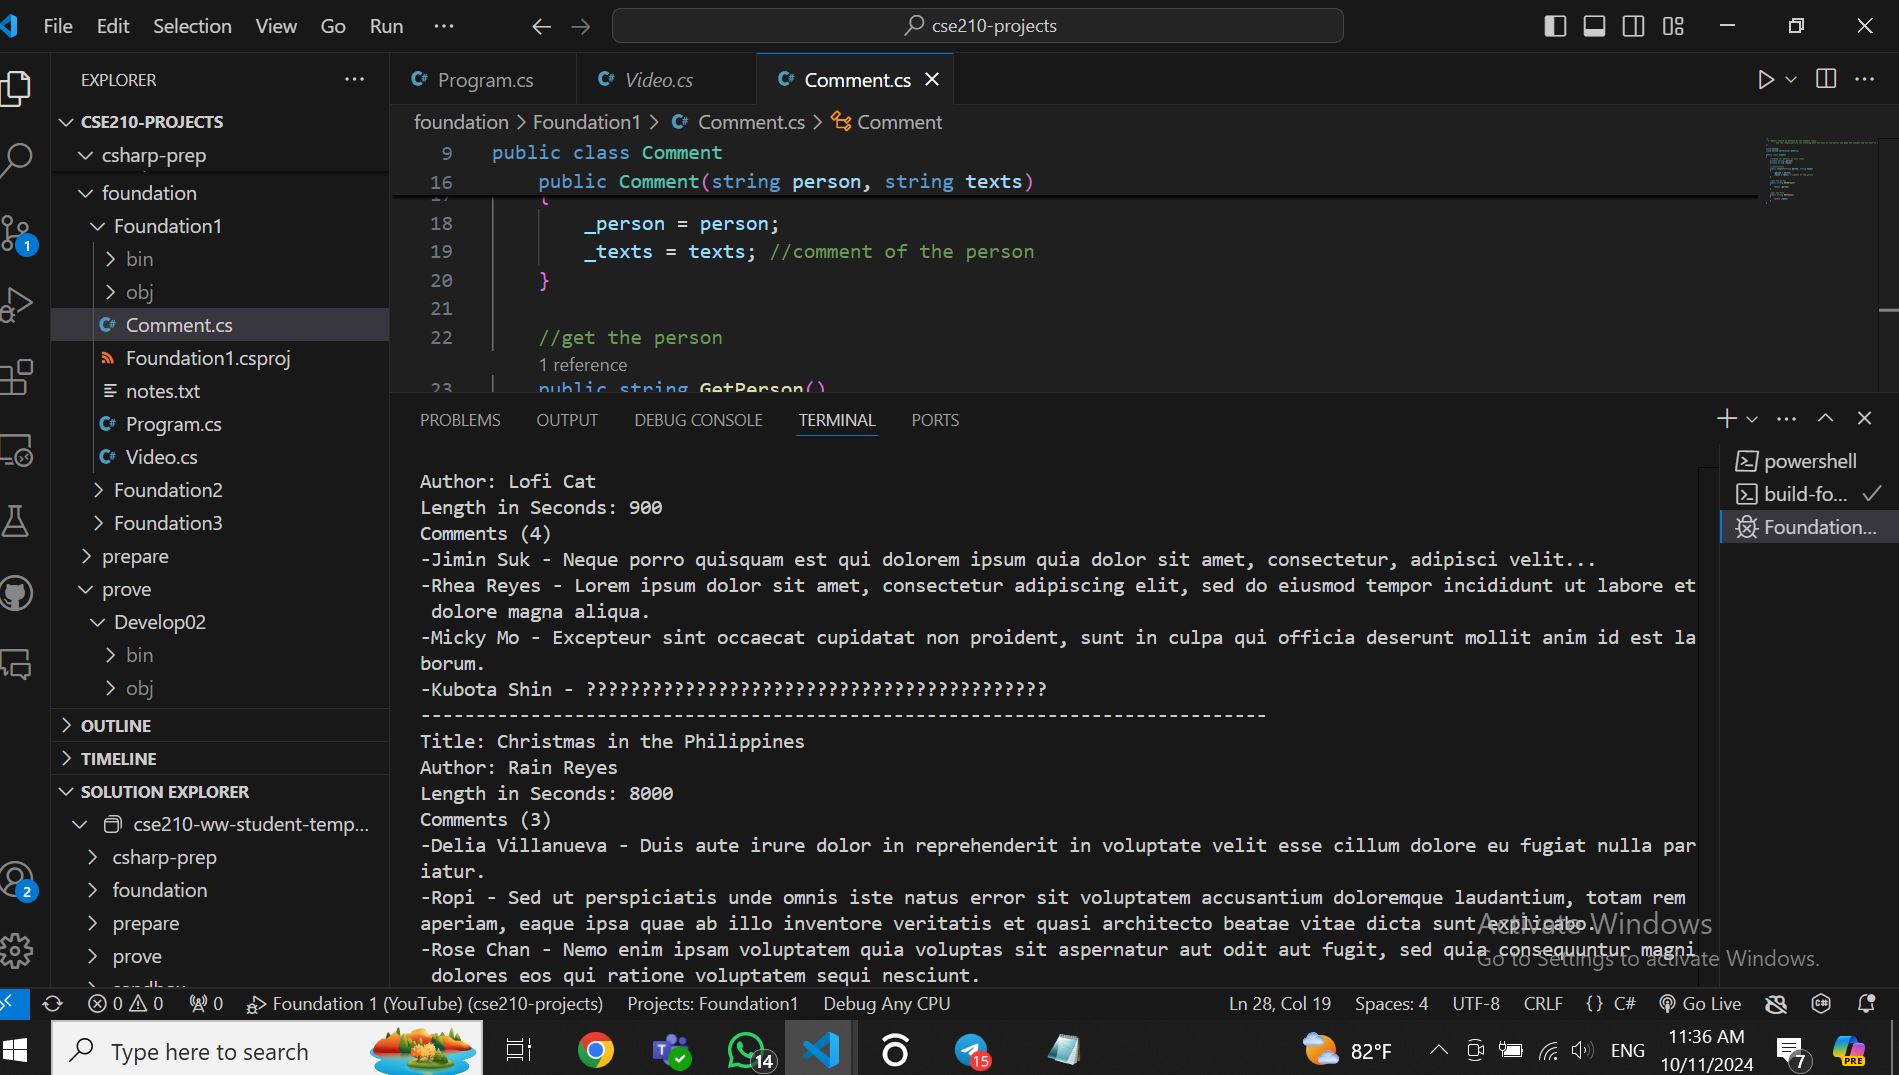 File Edit Selection View Go Run ··· cse210-projects
EXPLORER ···
CSE210-PROJECTS
csharp-prep
foundation
Foundation1
bin
obj
Comment.cs
Foundation1.csproj
notes.txt
Program.cs
Video.cs
Foundation2
Foundation3
prepare
prove
Develop02
bin
obj
OUTLINE
TIMELINE
SOLUTION EXPLORER
cse210-ww-student-temp...
csharp-prep
foundation
prepare
prove
Program.cs Video.cs Comment.cs
foundation > Foundation1 > Comment.cs > Comment
9 public class Comment
16 public Comment(string person, string texts)
17 {
18 _person = person;
19 _texts = texts; //comment of the person
20 }
21
22 //get the person
1 reference
23 public string GetPerson()
PROBLEMS OUTPUT DEBUG CONSOLE TERMINAL PORTS
powershell
build-fo...
Foundation...
Author: Lofi Cat
Length in Seconds: 900
Comments (4)
-Jimin Suk - Neque porro quisquam est qui dolorem ipsum quia dolor sit amet, consectetur, adipisci velit...
-Rhea Reyes - Lorem ipsum dolor sit amet, consectetur adipiscing elit, sed do eiusmod tempor incididunt ut labore et
dolore magna aliqua.
-Micky Mo - Excepteur sint occaecat cupidatat non proident, sunt in culpa qui officia deserunt mollit anim id est la
borum.
-Kubota Shin - ??????????????????????????????????????????
-----------------------------------------------------------------------------
Title: Christmas in the Philippines
Author: Rain Reyes
Length in Seconds: 8000
Comments (3)
-Delia Villanueva - Duis aute irure dolor in reprehenderit in voluptate velit esse cillum dolore eu fugiat nulla par
iatur.
-Ropi - Sed ut perspiciatis unde omnis iste natus error sit voluptatem accusantium doloremque laudantium, totam rem
aperiam, eaque ipsa quae ab illo inventore veritatis et quasi architecto beatae vitae dicta sunt explicabo.
-Rose Chan - Nemo enim ipsam voluptatem quia voluptas sit aspernatur aut odit aut fugit, sed quia consequuntur magni
dolores eos qui ratione voluptatem sequi nesciunt.
Activate Windows
Go to Settings to activate Windows.
0 0 0 Foundation 1 (YouTube) (cse210-projects) Projects: Foundation1 Debug Any CPU Ln 28, Col 19 Spaces: 4 UTF-8 CRLF {} C# Go Live
Type here to search 14 15 82°F ENG 11:36 AM
10/11/2024 7 PRE
1
2